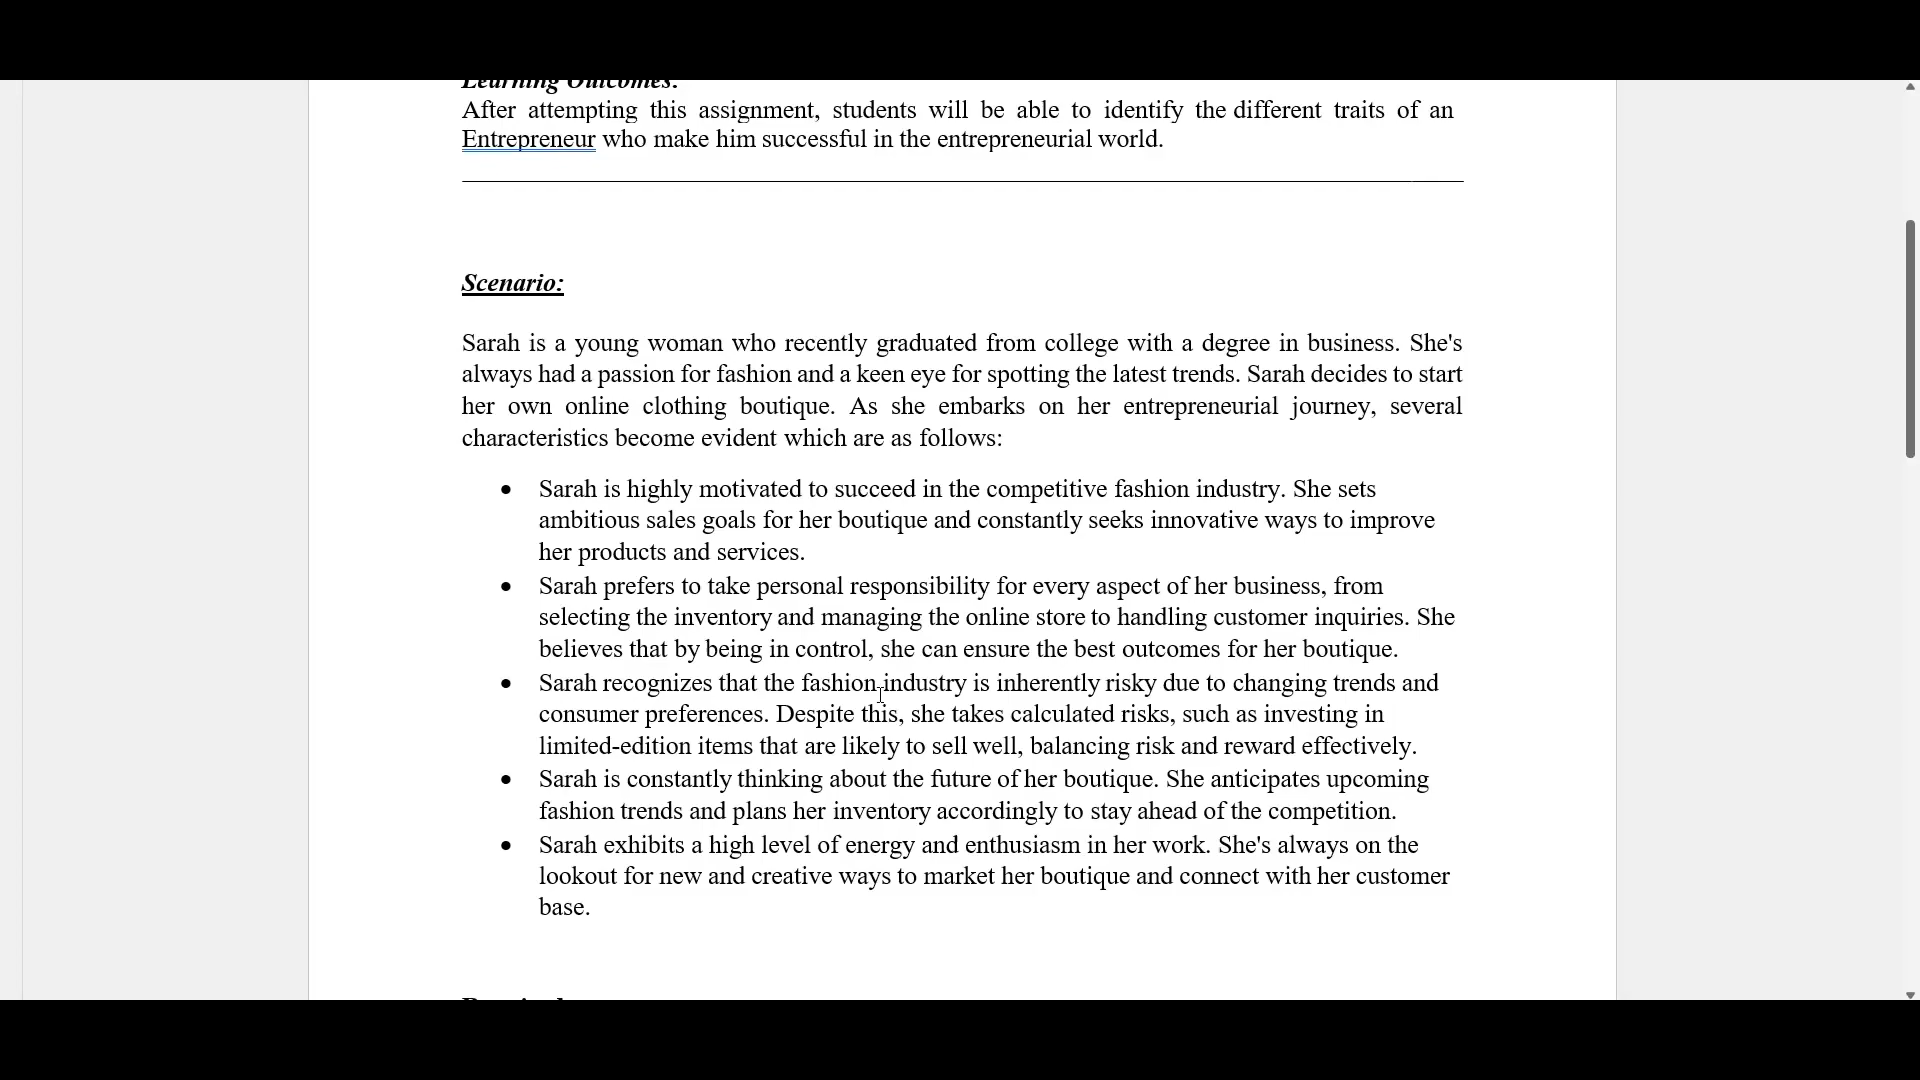 Learning Outcomes:
After attempting this assignment, students will be able to identify the different traits of an
Entrepreneur who make him successful in the entrepreneurial world.
Scenario:
Sarah is a young woman who recently graduated from college with a degree in business. She's
always had a passion for fashion and a keen eye for spotting the latest trends. Sarah decides to start
her own online clothing boutique. As she embarks on her entrepreneurial journey, several
characteristics become evident which are as follows:
• Sarah is highly motivated to succeed in the competitive fashion industry. She sets
ambitious sales goals for her boutique and constantly seeks innovative ways to improve
her products and services.
• Sarah prefers to take personal responsibility for every aspect of her business, from
selecting the inventory and managing the online store to handling customer inquiries. She
believes that by being in control, she can ensure the best outcomes for her boutique.
• Sarah recognizes that the fashion industry is inherently risky due to changing trends and
consumer preferences. Despite this, she takes calculated risks, such as investing in
limited-edition items that are likely to sell well, balancing risk and reward effectively.
• Sarah is constantly thinking about the future of her boutique. She anticipates upcoming
fashion trends and plans her inventory accordingly to stay ahead of the competition.
• Sarah exhibits a high level of energy and enthusiasm in her work. She's always on the
lookout for new and creative ways to market her boutique and connect with her customer
base.